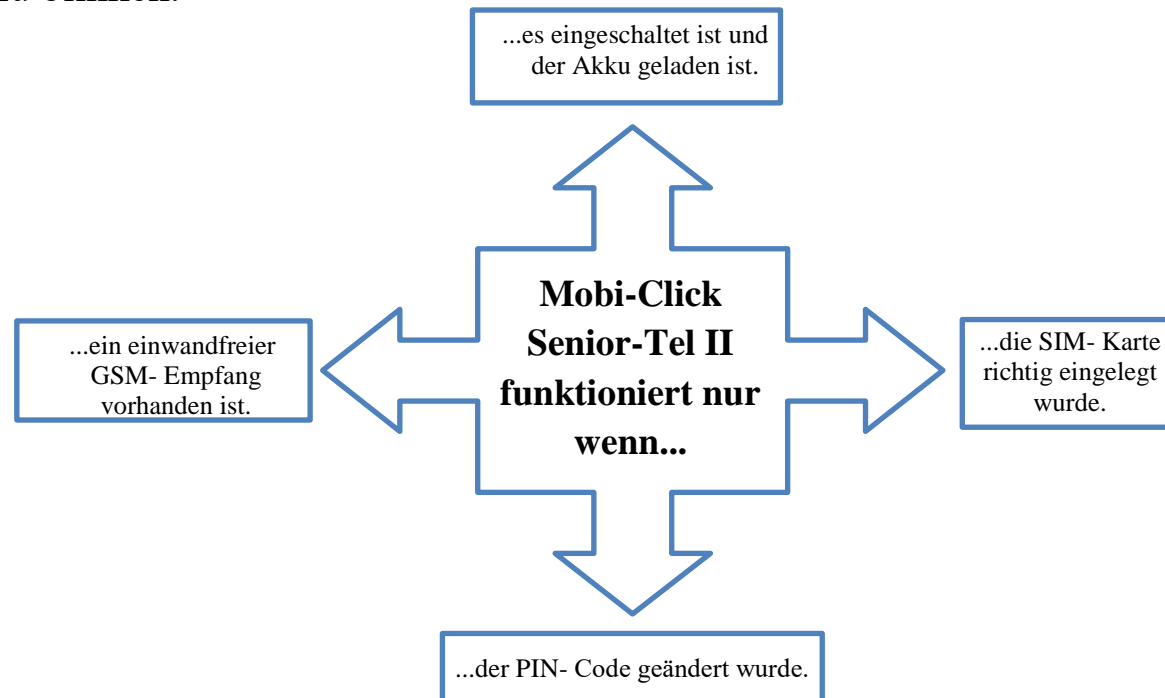 ...es eingeschaltet ist und
der Akku geladen ist.
Mobi-Click
Senior-Tel II
funktioniert nur
wenn...
...ein einwandfreier
GSM- Empfang
vorhanden ist.
...die SIM- Karte
richtig eingelegt
wurde.
...der PIN- Code geändert wurde.